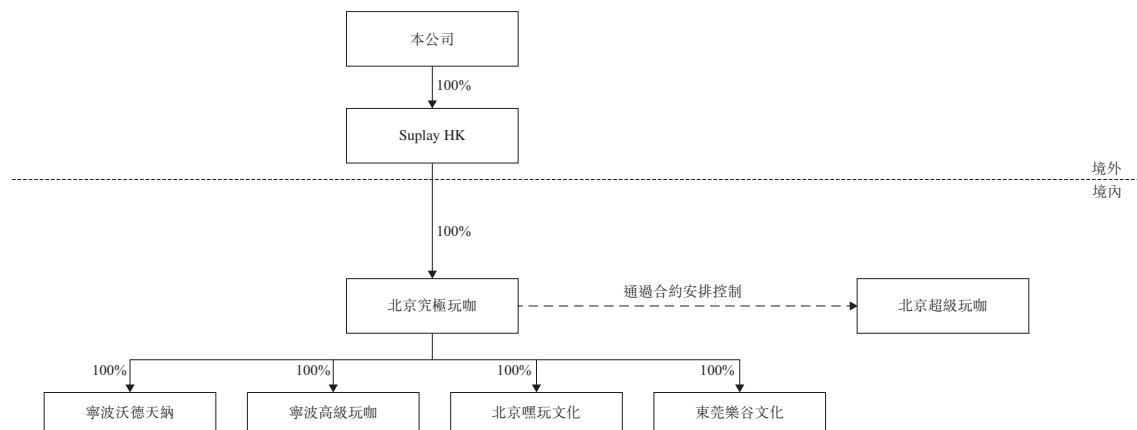 本公司
100%
Suplay HK
境外
境內
100%
北京究極玩咖
通過合約安排控制
北京超級玩咖
100%
100%
100%
100%
寧波沃德天納
寧波高級玩咖
北京嘿玩文化
東莞樂谷文化